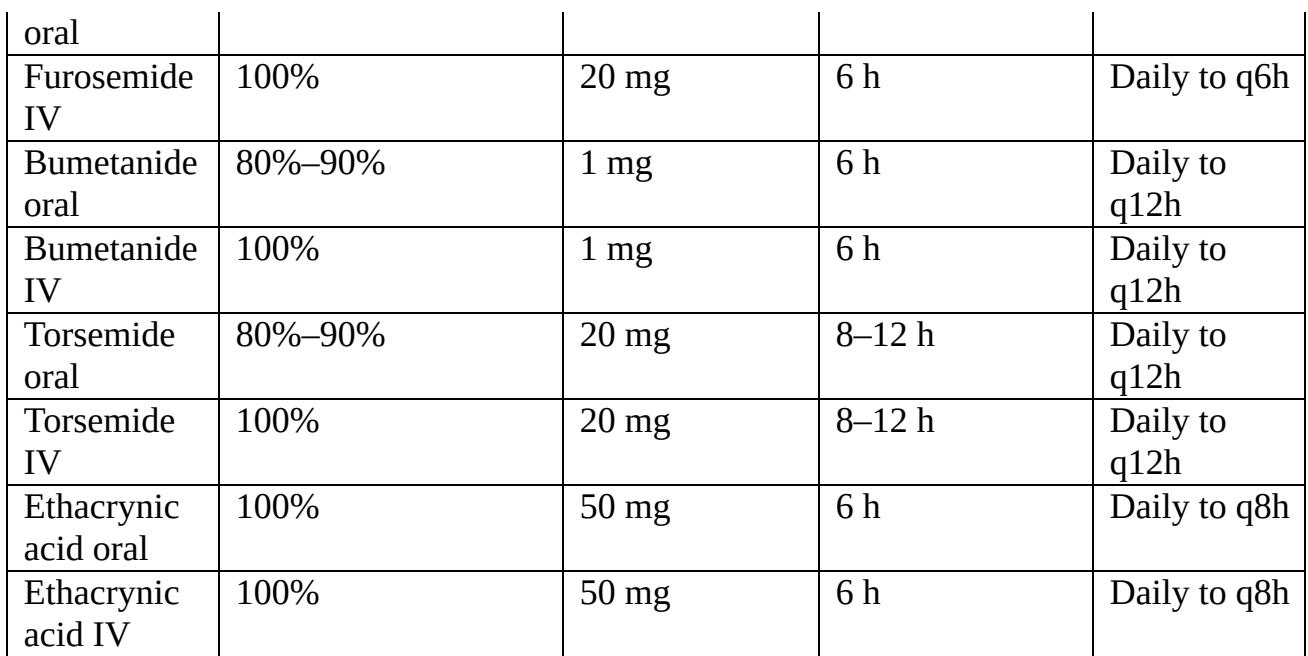 oral
Furosemide 100% 20 mg 6 h Daily to q6h
IV
Bumetanide 80%–90% 1 mg 6 h Daily to
oral q12h
Bumetanide 100% 1 mg 6 h Daily to
IV q12h
Torsemide 80%–90% 20 mg 8–12 h Daily to
oral q12h
Torsemide 100% 20 mg 8–12 h Daily to
IV q12h
Ethacrynic 100% 50 mg 6 h Daily to q8h
acid oral
Ethacrynic 100% 50 mg 6 h Daily to q8h
acid IV